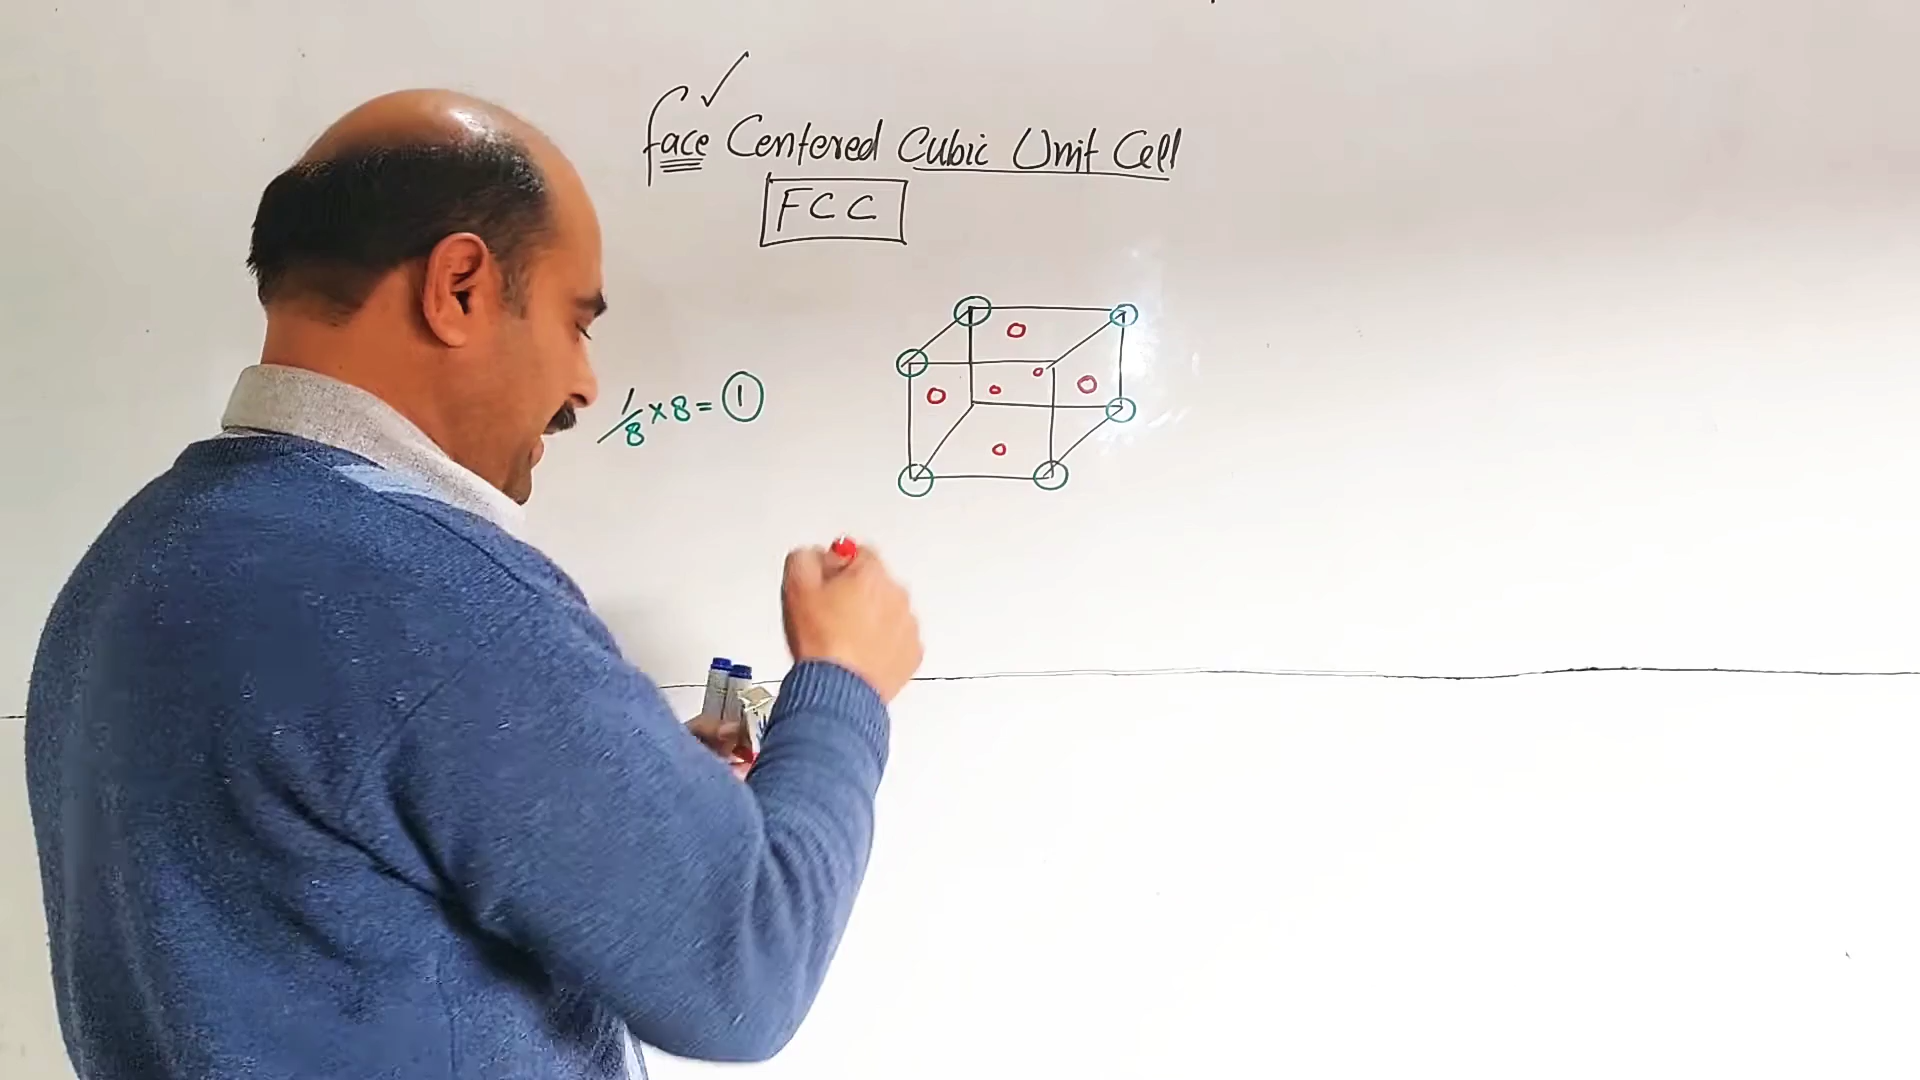 face Centered Cubic Unit Cell
FCC
1/8 × 8 = 1